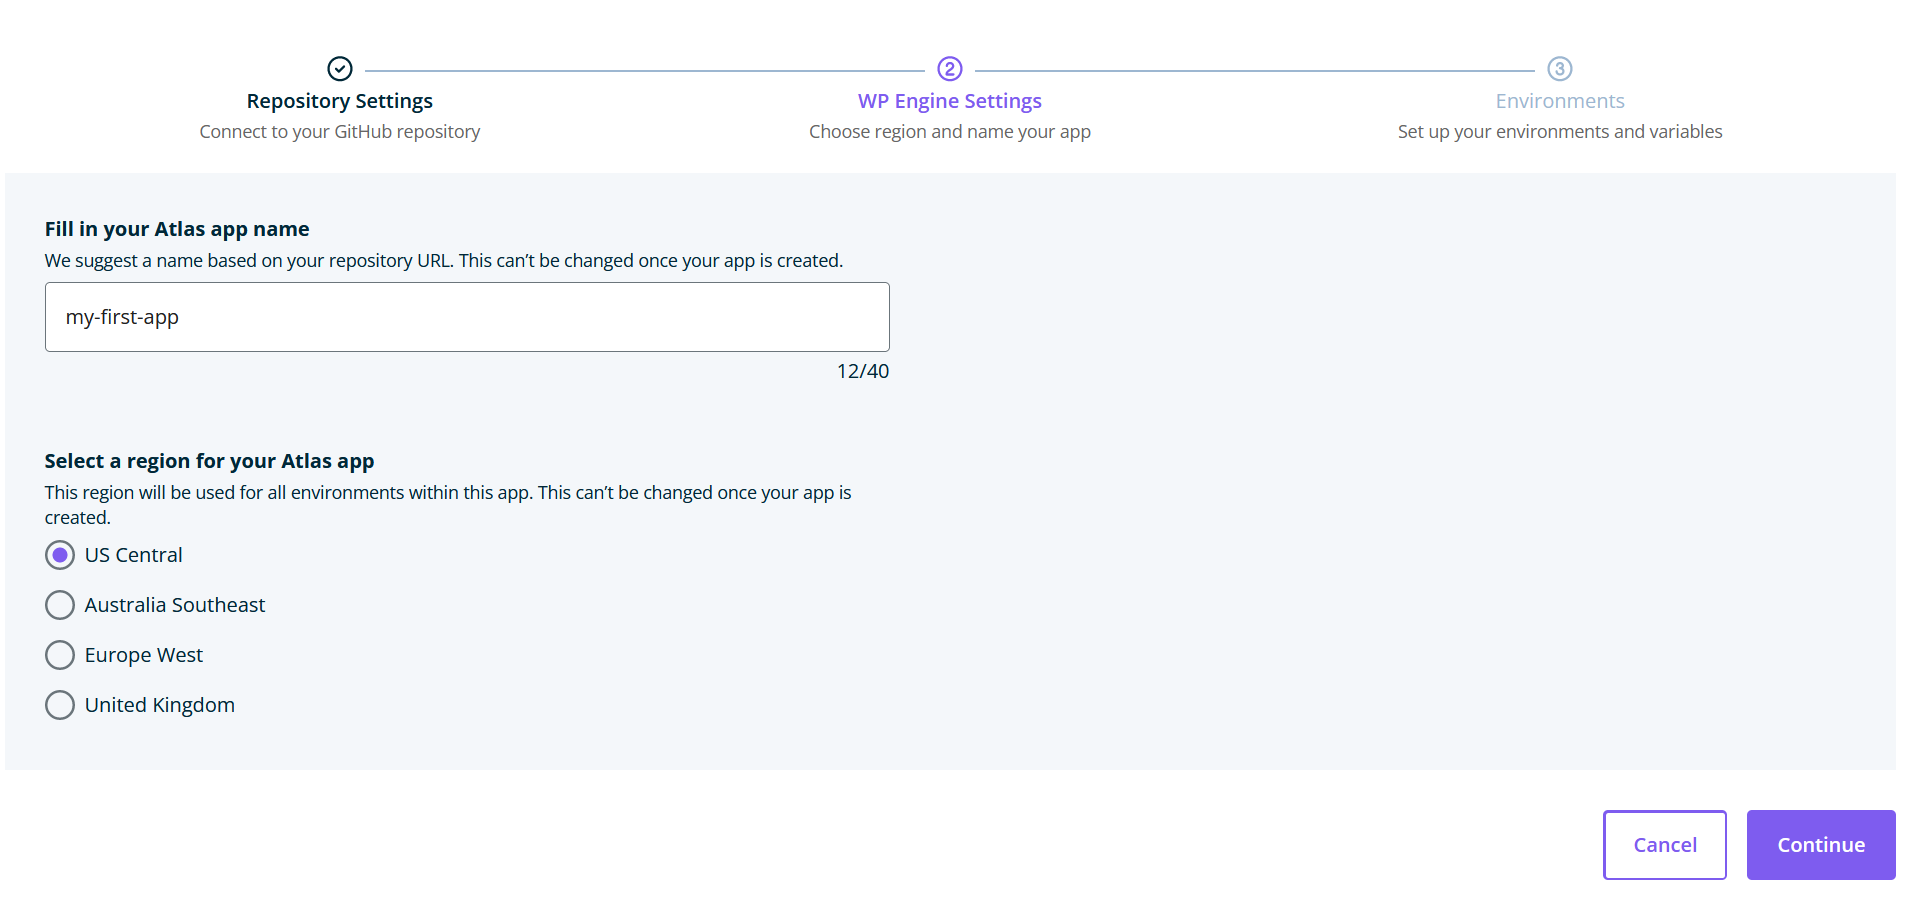 Repository Settings
Connect to your GitHub repository
2
WP Engine Settings
Choose region and name your app
3
Environments
Set up your environments and variables
Fill in your Atlas app name
We suggest a name based on your repository URL. This can’t be changed once your app is created.
my-first-app
12/40
Select a region for your Atlas app
This region will be used for all environments within this app. This can’t be changed once your app is
created.
US Central
Australia Southeast
Europe West
United Kingdom
Cancel
Continue